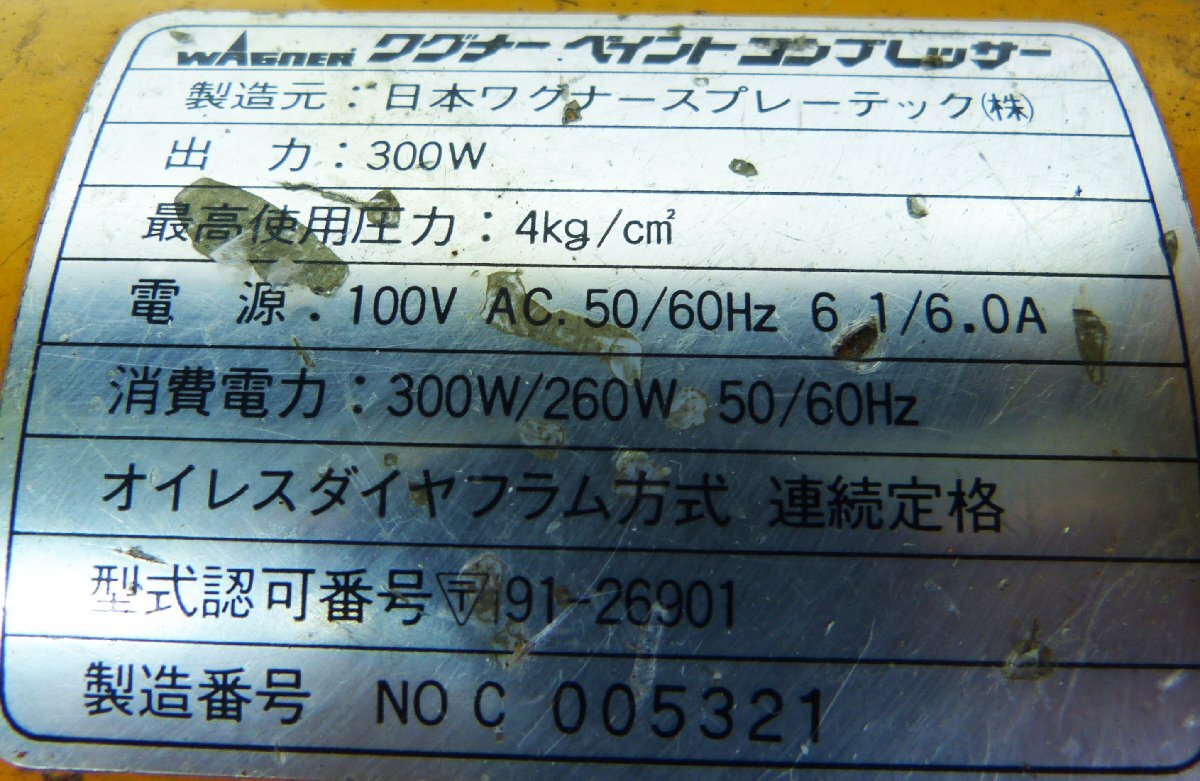 WAGNER ワグナー ペイント コンプレッサー
製造元：日本ワグナースプレーテック㈱
出　力：300W
最高使用圧力：4kg/c㎡
電　源：100V AC. 50/60Hz 6.1/6.0A
消費電力：300W/260W 50/60Hz
オイレスダイヤフラム方式 連続定格
型式認可番号 〒 91-26901
製造番号 NO C 005321